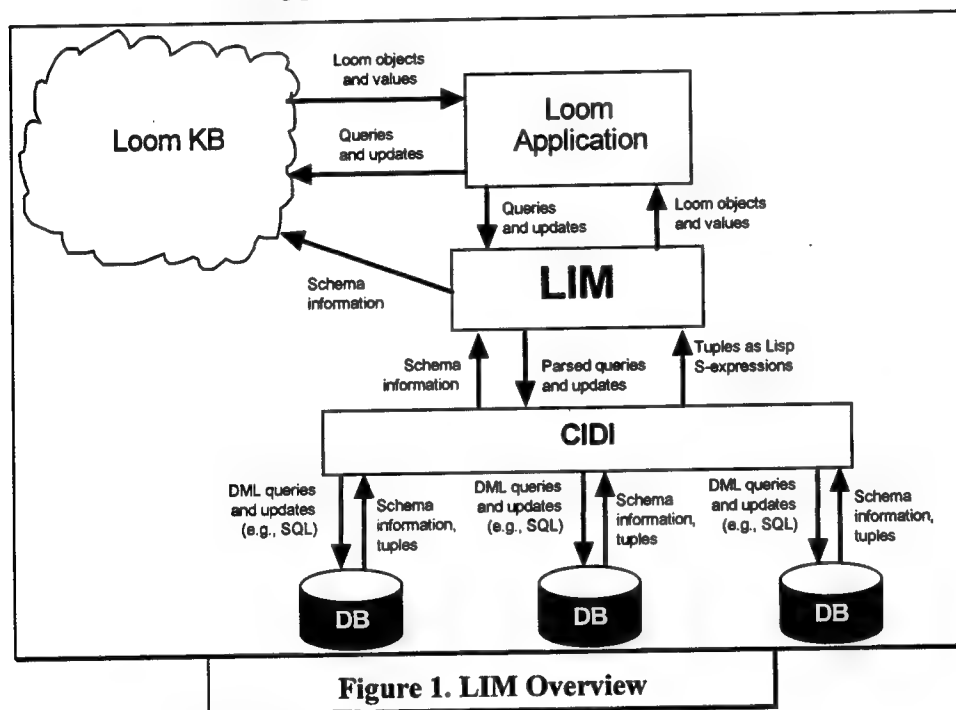 Loom objects
and values
Loom KB
Loom
Application
Queries
and updates
Queries
and updates
Loom objects
and values
LIM
Schema
information
Schema
information
Parsed queries
and updates
Tuples as Lisp
S-expressions
CIDI
DML queries
and updates
(e.g., SQL)
Schema
information,
tuples
DML queries
and updates
(e.g., SQL)
Schema
information,
tuples
DML queries
and updates
(e.g., SQL)
Schema
information,
tuples
DB
DB
DB
Figure 1. LIM Overview